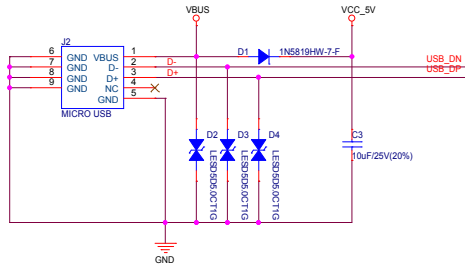 VBUS
VCC_5V
J2
D1
1N5819HW-7-F
6
7
8
9
GND
GND
GND
GND
VBUS
D-
D+
NC
GND
1
2
3
4
5
D-
D+
USB_DN
USB_DP
MICRO USB
D2
LESD5D5.0CT1G
D3
LESD5D5.0CT1G
D4
LESD5D5.0CT1G
C3
10uF/25V(20%)
GND